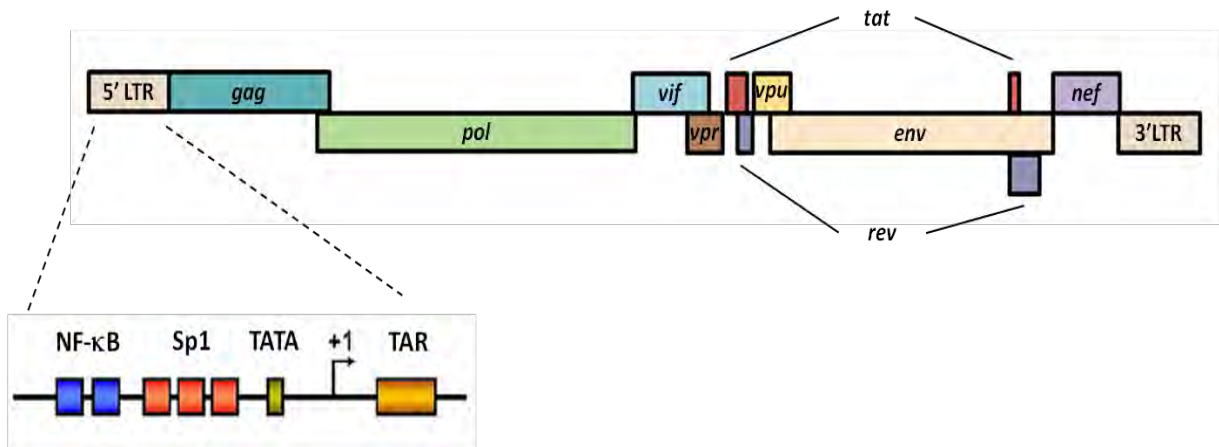 tat
5' LTR gag vif vpu nef
pol vpr env 3'LTR
rev
NF-κB Sp1 TATA +1 TAR